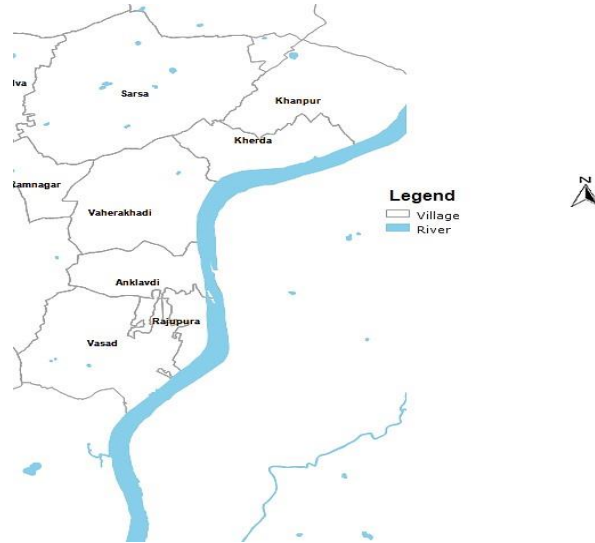 lva
Sarsa
Khanpur
Kherda
Ramnagar
Vaherakhadi
Legend
Village
River
Anklavdi
Rajupura
Vasad
N